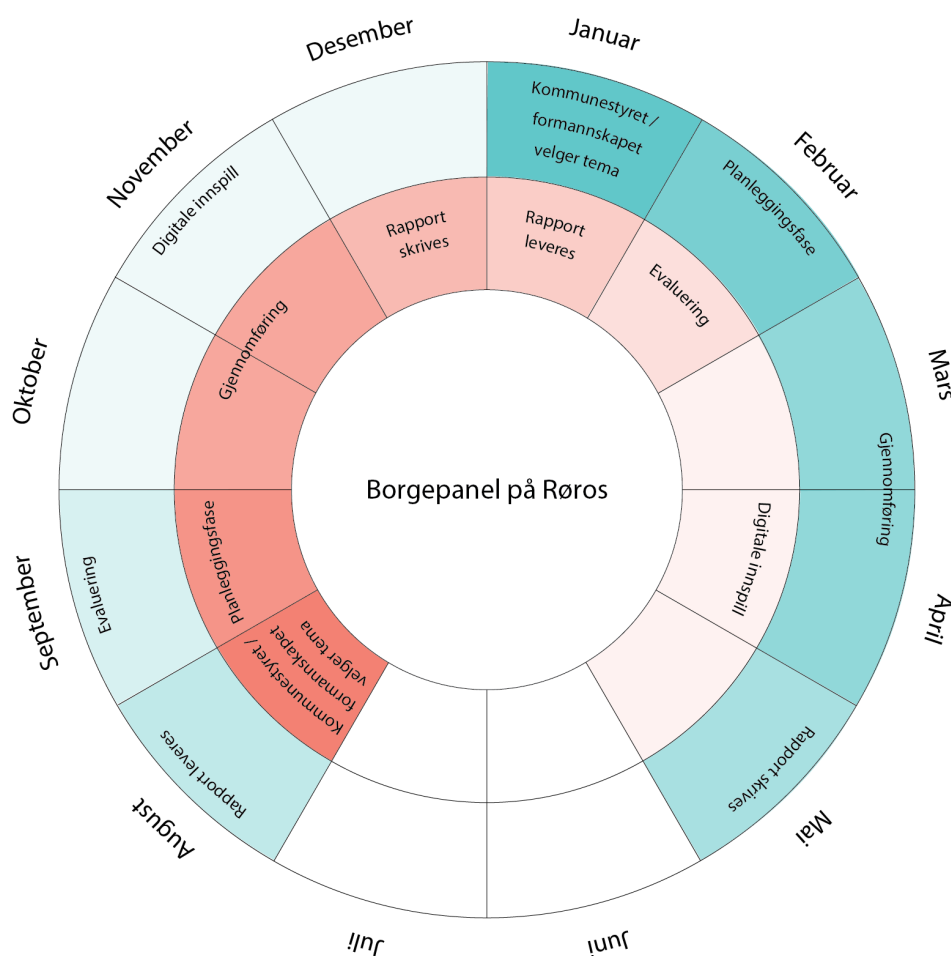 Januar
Februar
Mars
April
Mai
Juni
Juli
August
September
Oktober
November
Desember
Kommunestyret /
formannskapet
velger tema
Planleggingsfase
Gjennomføring
Rapport skrives
Rapport leveres
Evaluering
Digitale innspill
Rapport
leveres
Evaluering
Digitale innspill
Kommunestyret /
formannskapet
velger tema
Planleggingsfase
Gjennomføring
Rapport
skrives
Borgepanel på Røros